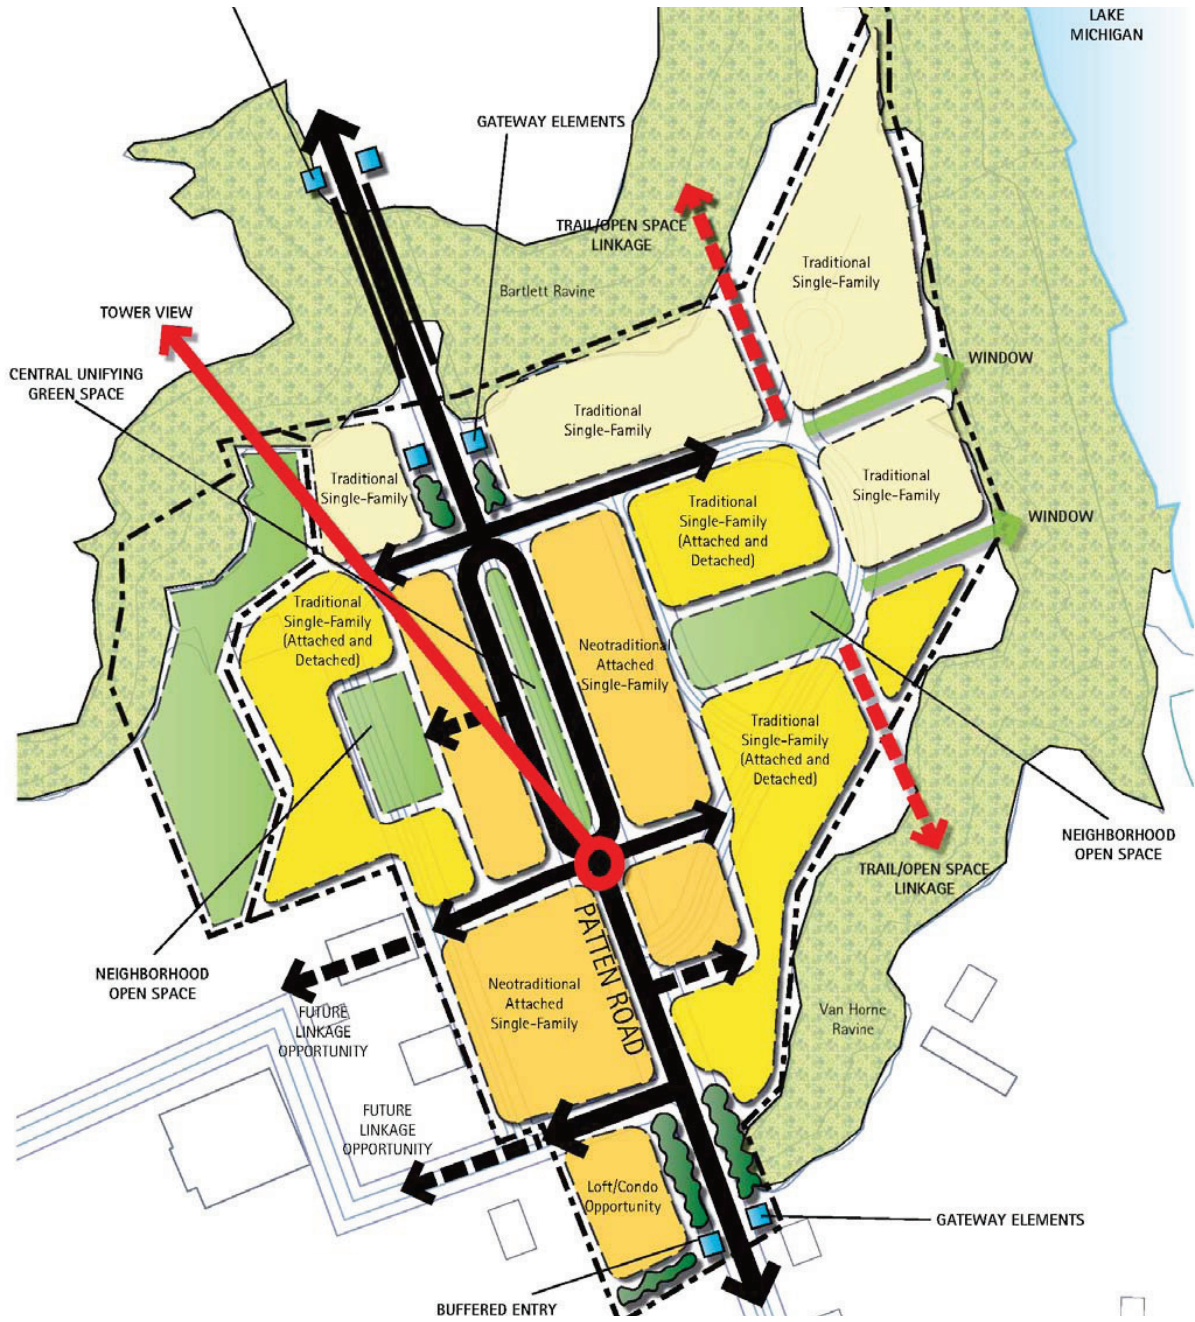 LAKE
MICHIGAN
GATEWAY ELEMENTS
TRAIL/OPEN SPACE
LINKAGE
Traditional
Single-Family
Bartlett Ravine
TOWER VIEW
WINDOW
CENTRAL UNIFYING
GREEN SPACE
Traditional
Single-Family
Traditional
Single-Family
Traditional
Single-Family
Traditional
Single-Family
(Attached and
Detached)
WINDOW
Traditional
Single-Family
(Attached and
Detached)
Neotraditional
Attached
Single-Family
Traditional
Single-Family
(Attached and
Detached)
NEIGHBORHOOD
OPEN SPACE
TRAIL/OPEN SPACE
LINKAGE
PATTEN ROAD
NEIGHBORHOOD
OPEN SPACE
Neotraditional
Attached
Single-Family
Van Horne
Ravine
FUTURE
LINKAGE
OPPORTUNITY
FUTURE
LINKAGE
OPPORTUNITY
Loft/Condo
Opportunity
GATEWAY ELEMENTS
BUFFERED ENTRY